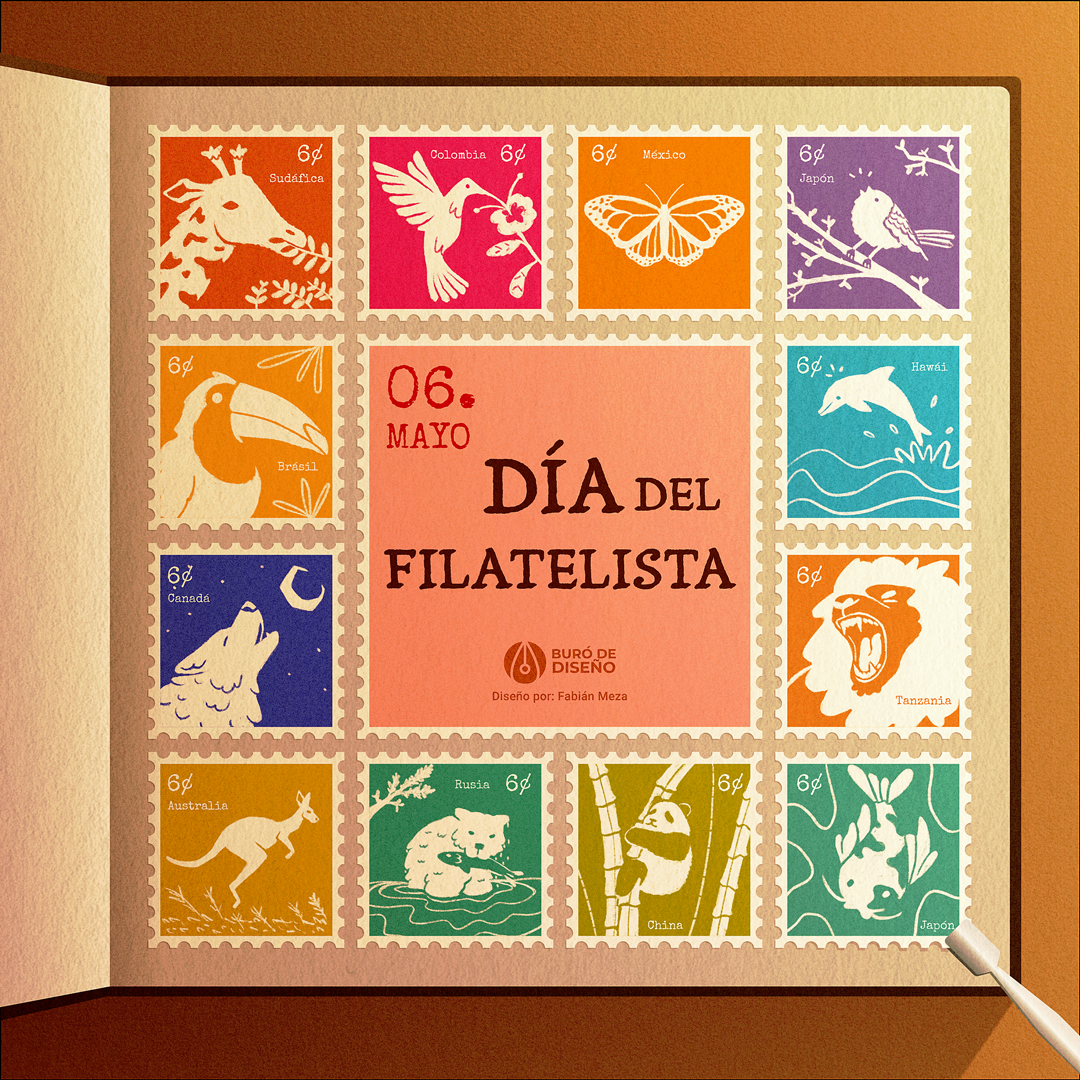 6¢
Sudáfica
Colombia 6¢
6¢ México
6¢
Japón
6¢
Brásil
06.
MAYO
DÍA DEL
FILATELISTA
BURÓ DE
DISEÑO
Diseño por: Fabián Meza
6¢ Hawái
6¢
Canadá
6¢
Tanzania
6¢
Australia
Rusia 6¢
6¢
China
6¢
Japón